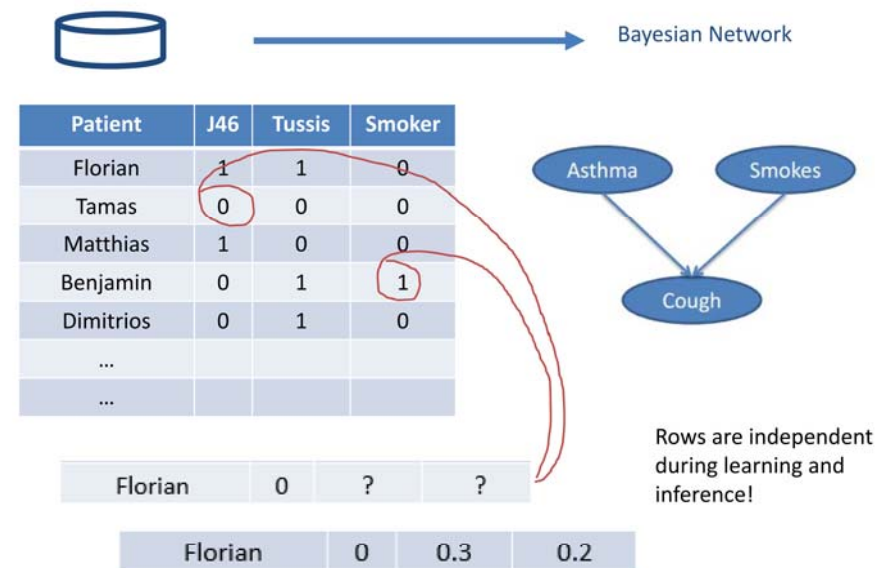 Bayesian Network
Patient J46 Tussis Smoker
Florian 1 1 0
Tamas 0 0 0
Matthias 1 0 0
Benjamin 0 1 1
Dimitrios 0 1 0
...
...
Asthma Smokes
Cough
Rows are independent
during learning and
inference!
Florian 0 ? ?
Florian 0 0.3 0.2